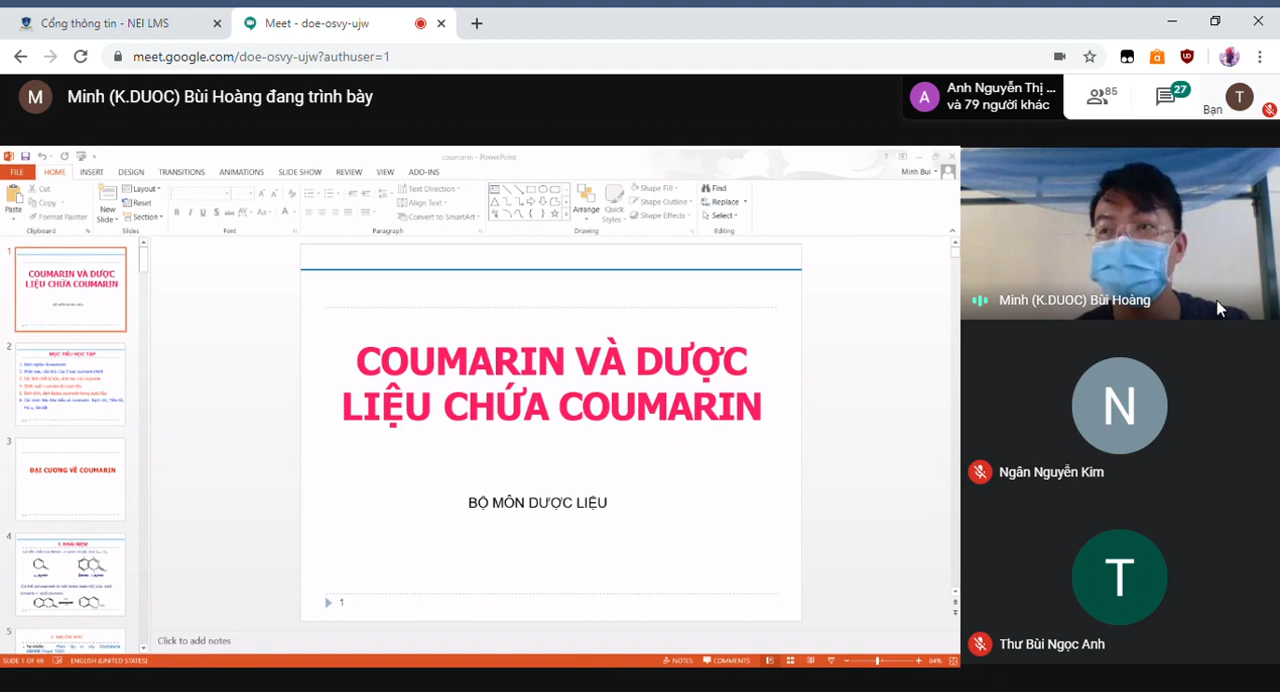 Cổng thông tin - NEI LMS
Meet - doe-osvy-ujw
meet.google.com/doe-osvy-ujw?authuser=1
M
Minh (K.DUOC) Bùi Hoàng đang trình bày
A
Anh Nguyễn Thị ...
và 79 người khác
85
27
Bạn
T
coumarin - PowerPoint
FILE
HOME
INSERT
DESIGN
TRANSITIONS
ANIMATIONS
SLIDE SHOW
REVIEW
VIEW
ADD-INS
Minh Bui
Paste
Cut
Copy
Format Painter
Clipboard
New
Slide
Layout
Reset
Section
Slides
Font
Text Direction
Align Text
Convert to SmartArt
Paragraph
Arrange
Quick
Styles
Shape Fill
Shape Outline
Shape Effects
Drawing
Find
Replace
Select
Editing
1
COUMARIN VÀ DƯỢC
LIỆU CHỨA COUMARIN
2
MỤC TIÊU HỌC TẬP
3
ĐẠI CƯƠNG VỀ COUMARIN
4
5
COUMARIN VÀ DƯỢC
LIỆU CHỨA COUMARIN
BỘ MÔN DƯỢC LIỆU
1
Click to add notes
SLIDE 1 OF 69
ENGLISH (UNITED STATES)
NOTES
COMMENTS
84%
Minh (K.DUOC) Bùi Hoàng
N
Ngân Nguyễn Kim
T
Thư Bùi Ngọc Anh